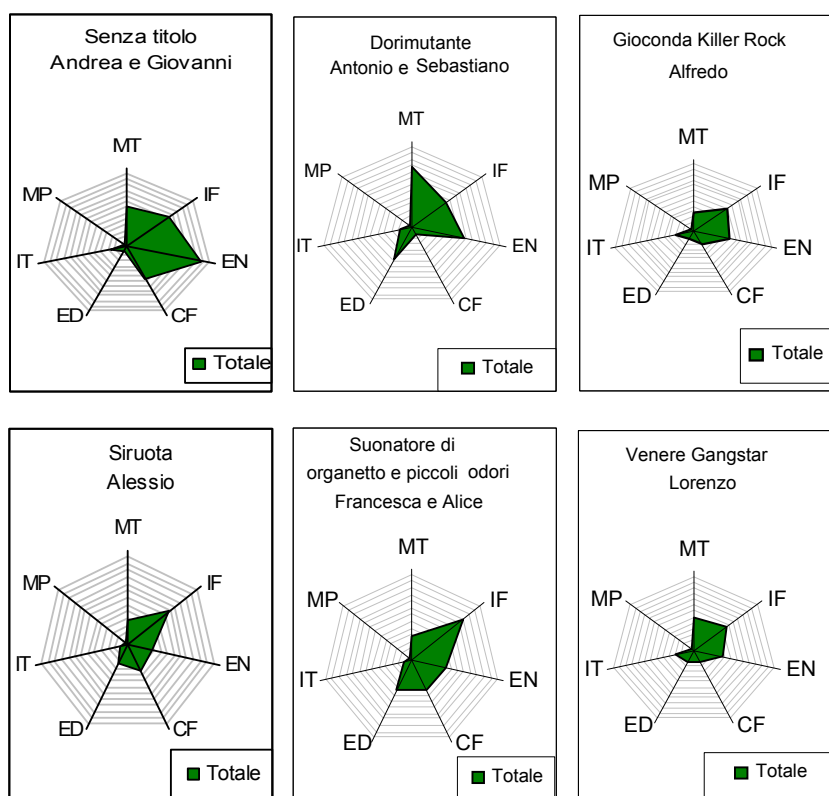 Senza titolo
Andrea e Giovanni
MT
MP
IF
IT
EN
ED
CF
Totale
Dorimutante
Antonio e Sebastiano
MT
MP
IF
IT
EN
ED
CF
Totale
Gioconda Killer Rock
Alfredo
MT
MP
IF
IT
EN
ED
CF
Totale
Siruota
Alessio
MT
MP
IF
IT
EN
ED
CF
Totale
Suonatore di
organetto e piccoli odori
Francesca e Alice
MT
MP
IF
IT
EN
ED
CF
Totale
Venere Gangstar
Lorenzo
MT
MP
IF
IT
EN
ED
CF
Totale